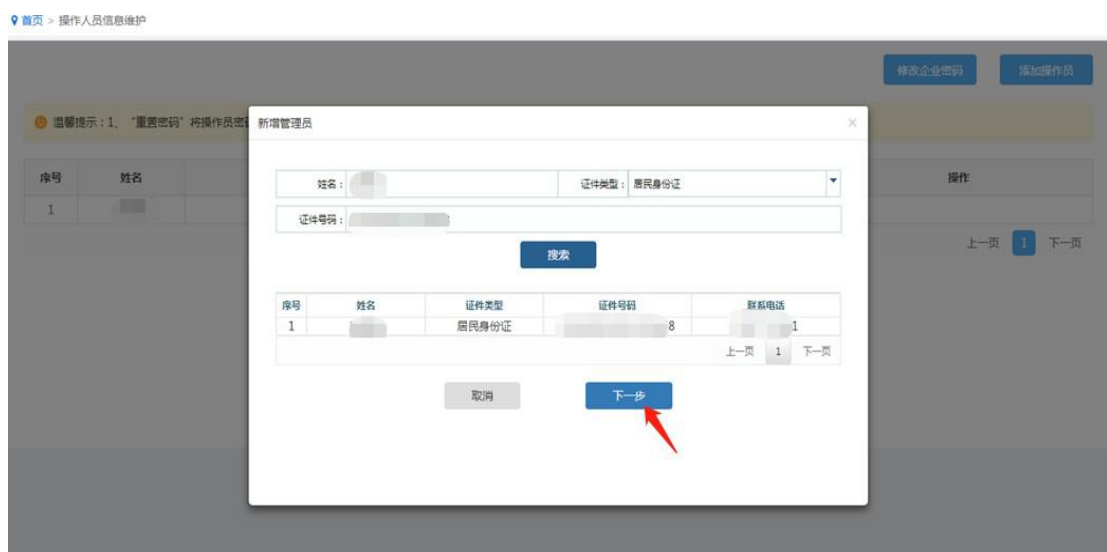 首页 > 操作人员信息维护
修改企业密码 添加操作员
温馨提示：1、“重置密码”将操作员密
新增管理员 ×
序号 姓名 操作
姓名： 证件类型： 居民身份证
1
证件号码：
搜索
上一页 1 下一页
序号 姓名 证件类型 证件号码 联系电话
1 居民身份证 8 1
上一页 1 下一页
取消 下一步